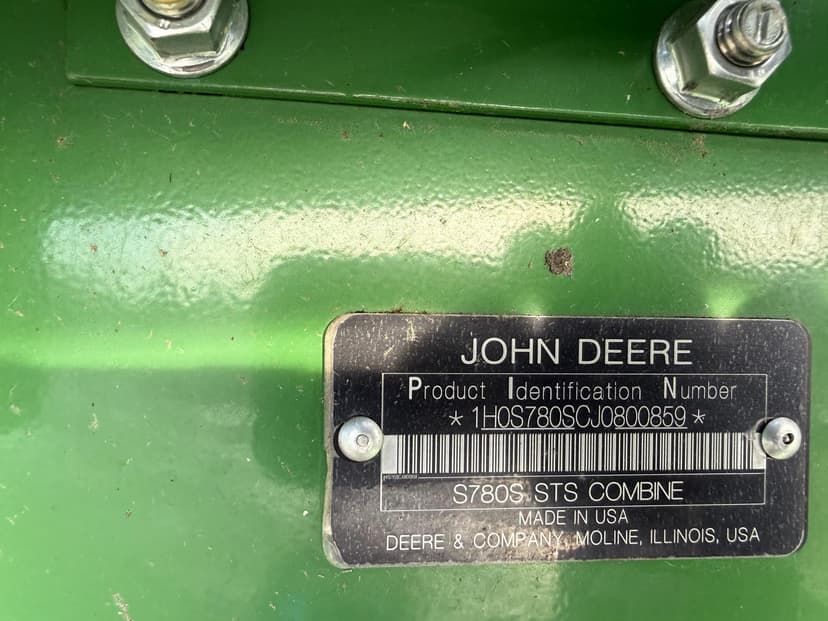 JOHN DEERE
Product Identification Number
*1H0S780SCJ0800859*
S780S STS COMBINE
MADE IN USA
DEERE & COMPANY, MOLINE, ILLINOIS, USA